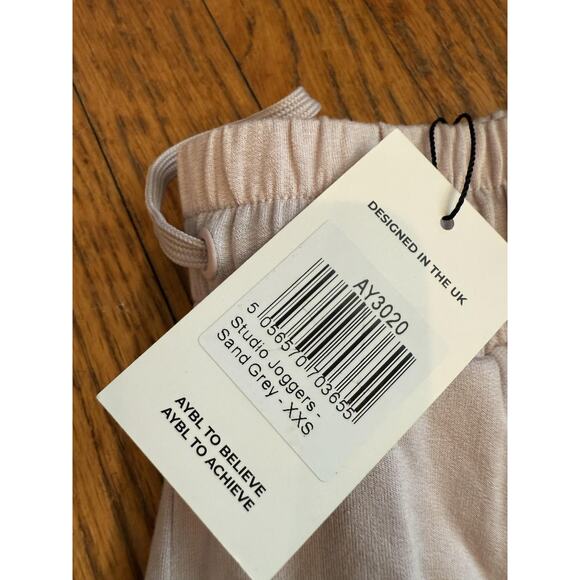 DESIGNED IN THE UK
AY3020
5 056570 703655
Studio Joggers -
Sand Grey - XXS
AYBL TO BELIEVE
AYBL TO ACHIEVE